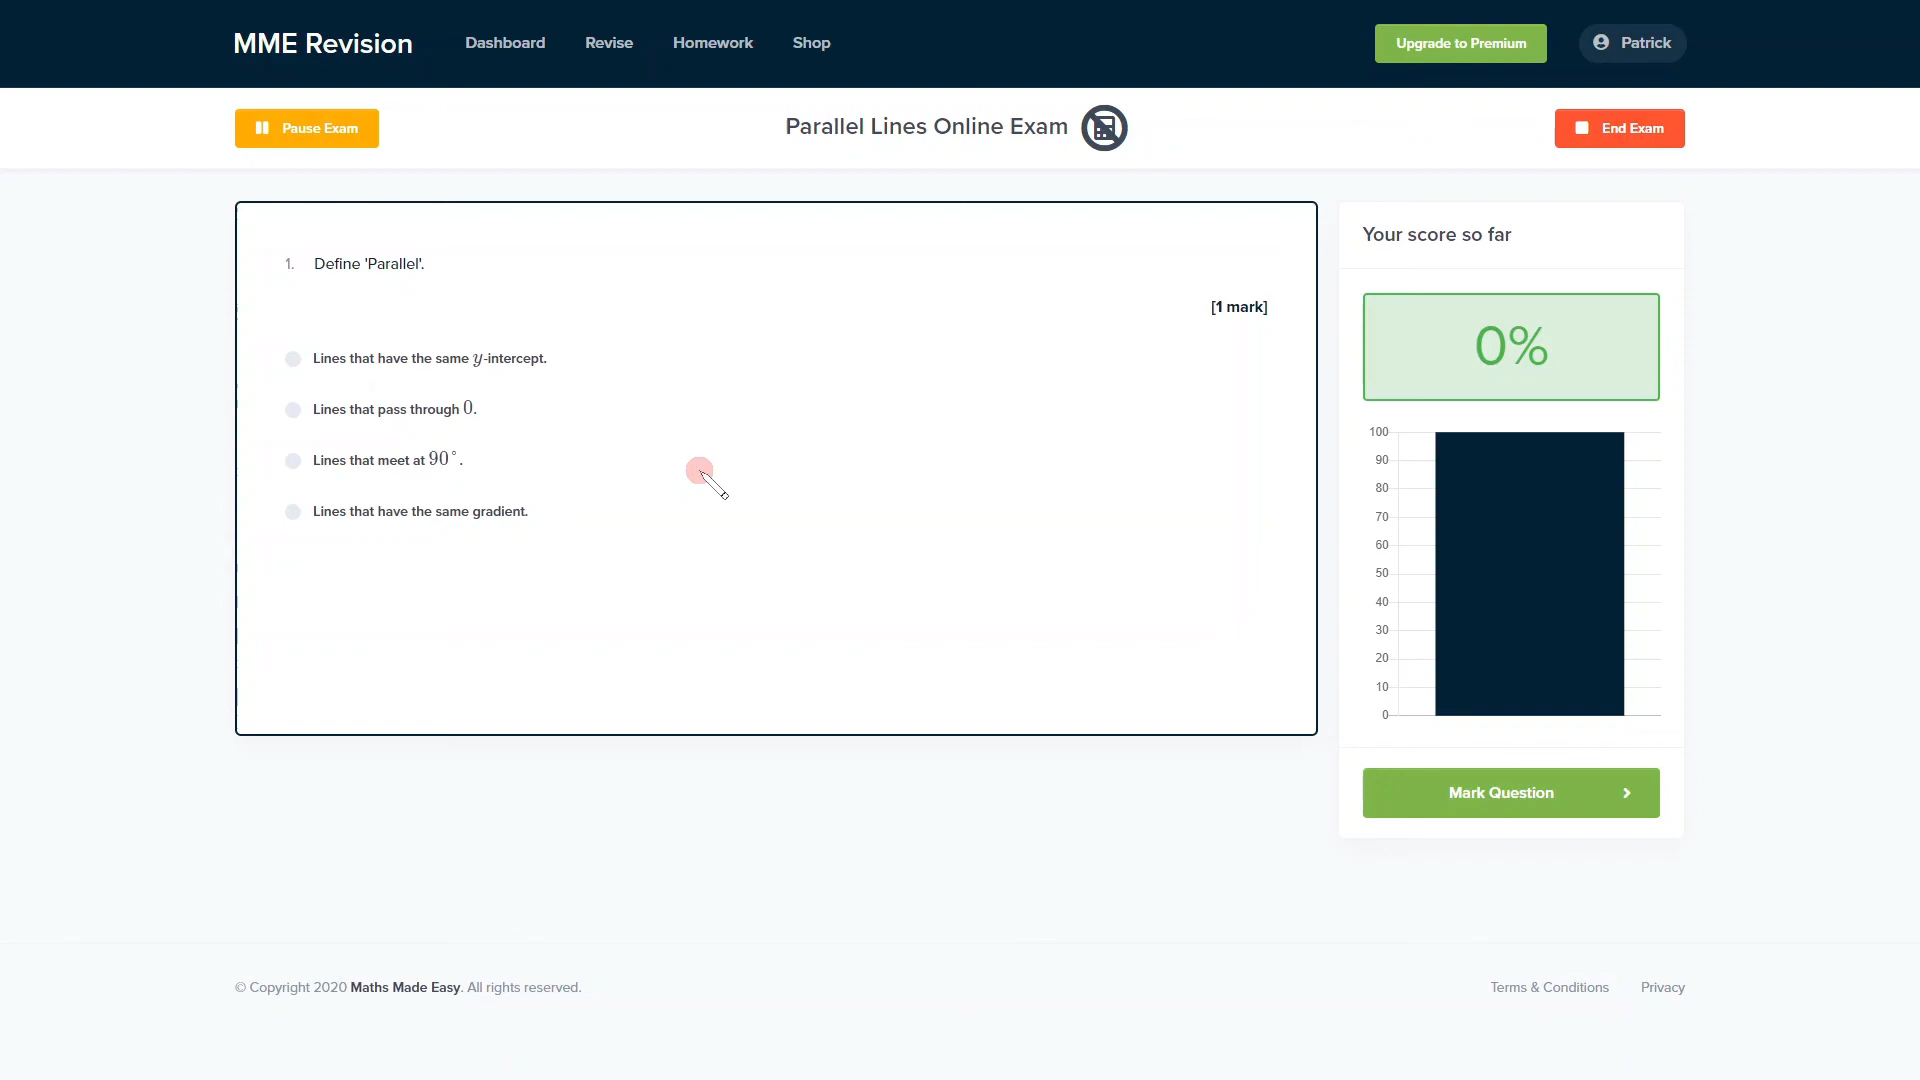 MME Revision Dashboard Revise Homework Shop Upgrade to Premium Patrick
Pause Exam Parallel Lines Online Exam End Exam
1. Define 'Parallel'.
[1 mark]
Lines that have the same y-intercept.
Lines that pass through 0.
Lines that meet at 90°.
Lines that have the same gradient.
Your score so far
0%
100
90
80
70
60
50
40
30
20
10
0
Mark Question
© Copyright 2020 Maths Made Easy. All rights reserved. Terms & Conditions Privacy